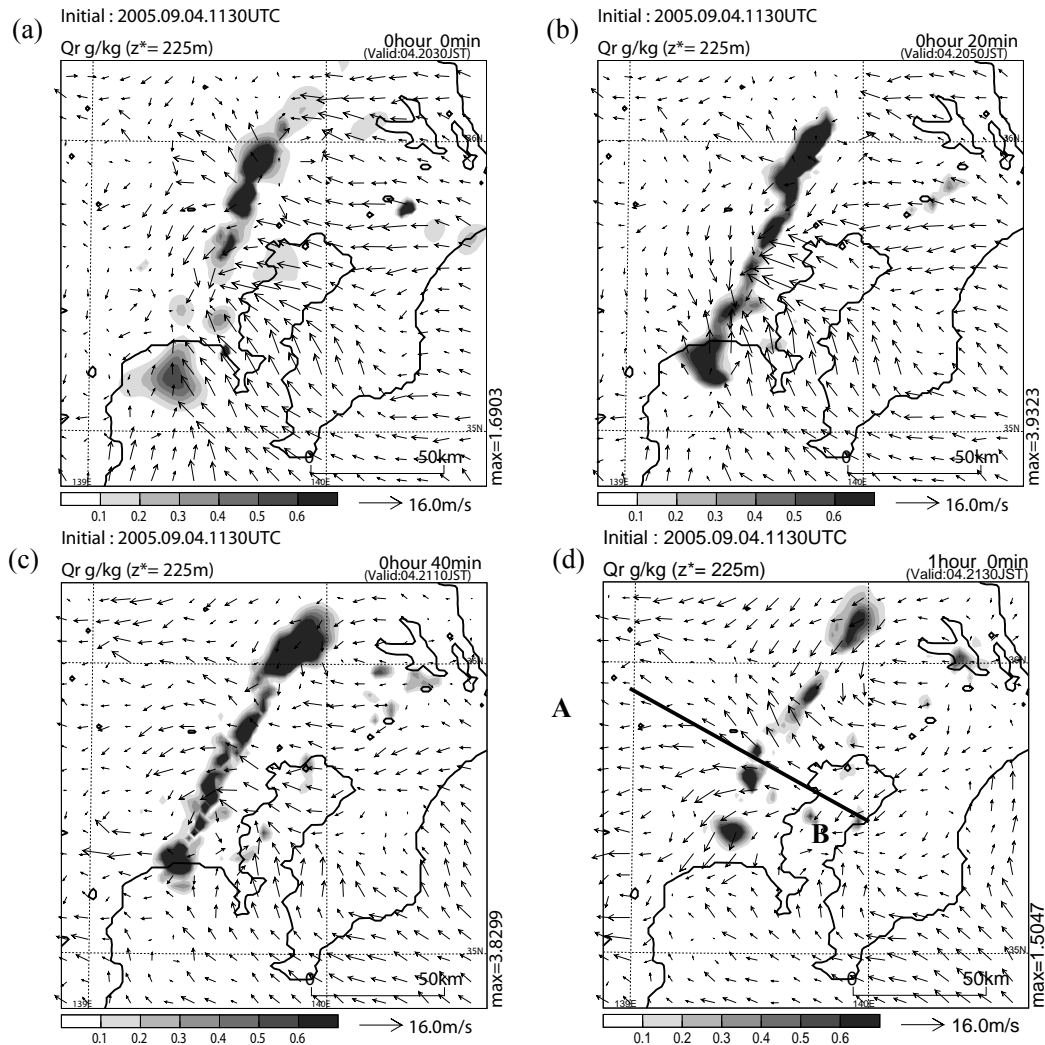 (a)
Initial : 2005.09.04.1130UTC
0hour 0min
Qr g/kg (z*= 225m)
(Valid:04.2030JST)
36N
35N
139E
140E
0 50km
max=1.6903
0.1 0.2 0.3 0.4 0.5 0.6
16.0m/s
(b)
Initial : 2005.09.04.1130UTC
0hour 20min
Qr g/kg (z*= 225m)
(Valid:04.2050JST)
36N
35N
139E
140E
0 50km
max=3.9323
0.1 0.2 0.3 0.4 0.5 0.6
16.0m/s
(c)
Initial : 2005.09.04.1130UTC
0hour 40min
Qr g/kg (z*= 225m)
(Valid:04.2110JST)
36N
35N
139E
140E
0 50km
max=3.8299
0.1 0.2 0.3 0.4 0.5 0.6
16.0m/s
(d)
Initial : 2005.09.04.1130UTC
1hour 0min
Qr g/kg (z*= 225m)
(Valid:04.2130JST)
36N
A
B
35N
139E
140E
0 50km
max=1.5047
0.1 0.2 0.3 0.4 0.5 0.6
16.0m/s